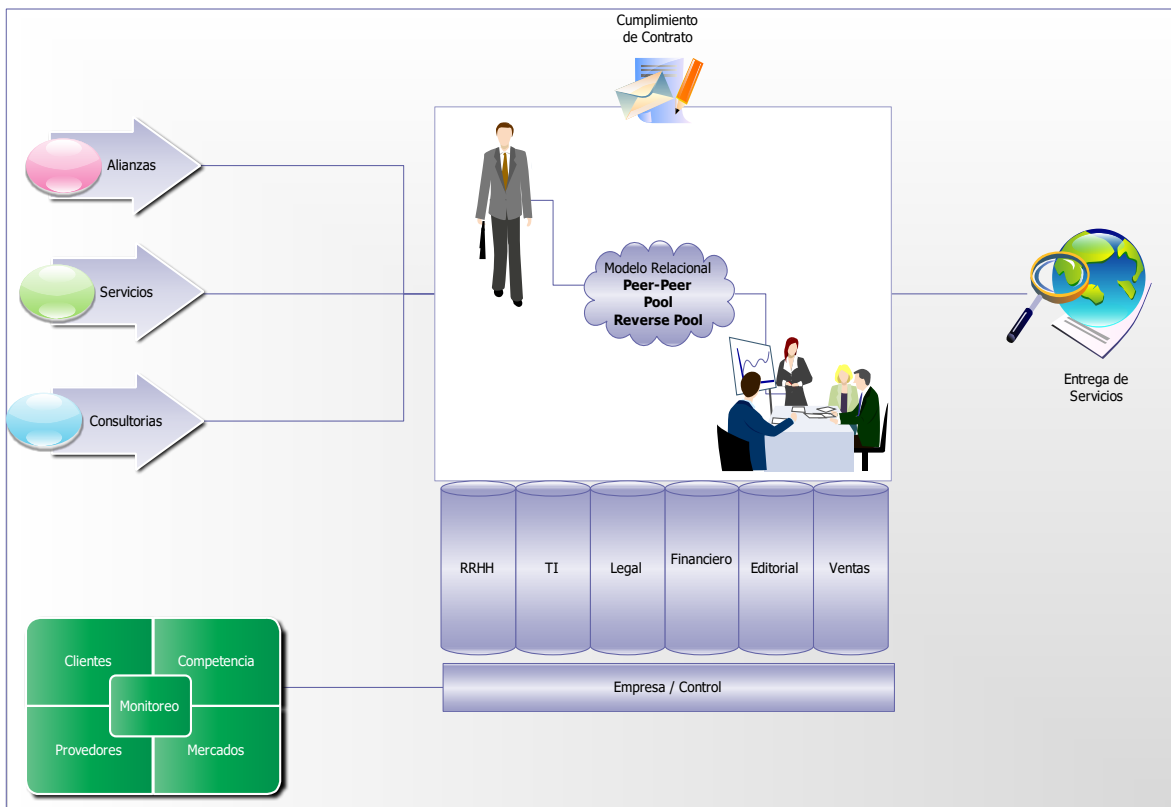 Cumplimiento
de Contrato
Alianzas
Servicios
Consultorias
Modelo Relacional
Peer-Peer
Pool
Reverse Pool
Entrega de
Servicios
RRHH
TI
Legal
Financiero
Editorial
Ventas
Empresa / Control
Clientes
Competencia
Monitoreo
Provedores
Mercados